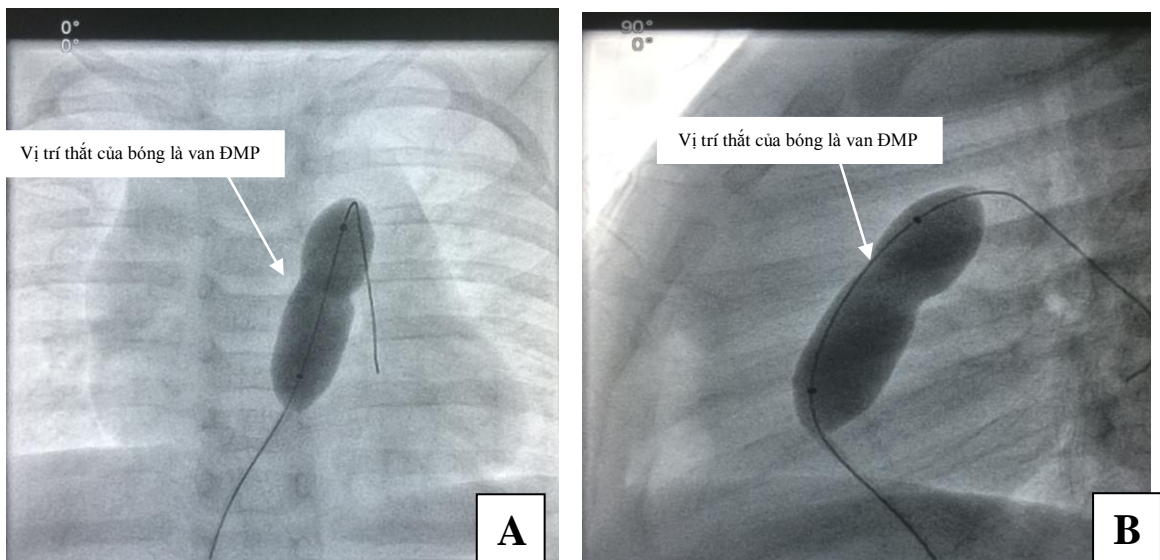 0°
0°
Vị trí thắt của bóng là van ĐMP
A
90°
0°
Vị trí thắt của bóng là van ĐMP
B